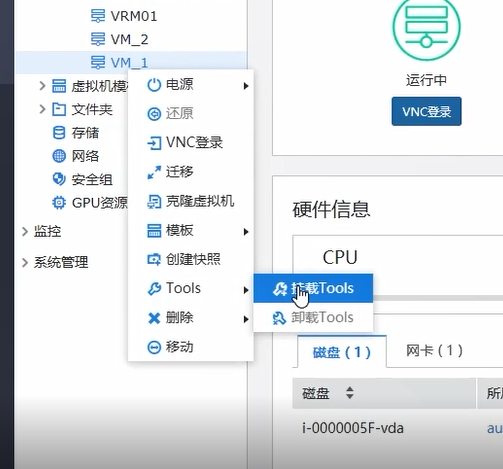 VRM01
VM_2
VM_1
虚拟机模
文件夹
存储
网络
安全组
GPU资源
监控
系统管理
电源
还原
VNC登录
迁移
克隆虚拟机
模板
创建快照
Tools
删除
移动
挂载Tools
卸载Tools
运行中
VNC登录
硬件信息
CPU
磁盘（1）
网卡（1）
磁盘
所
i-0000005F-vda
au